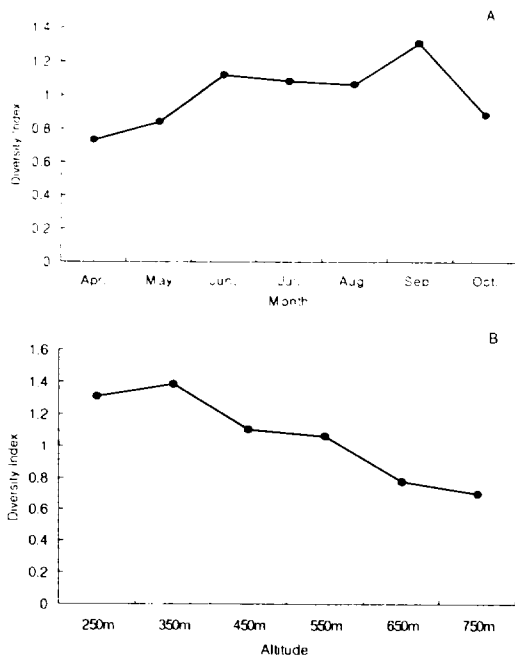 A
1.4
1.2
1
0.8
0.6
0.4
0.2
0
Diversity Index
Apr. May Jun. Jul. Aug Sep Oct.
Month
B
1.6
1.4
1.2
1
0.8
0.6
0.4
0.2
0
Diversity Index
250m 350m 450m 550m 650m 750m
Altitude